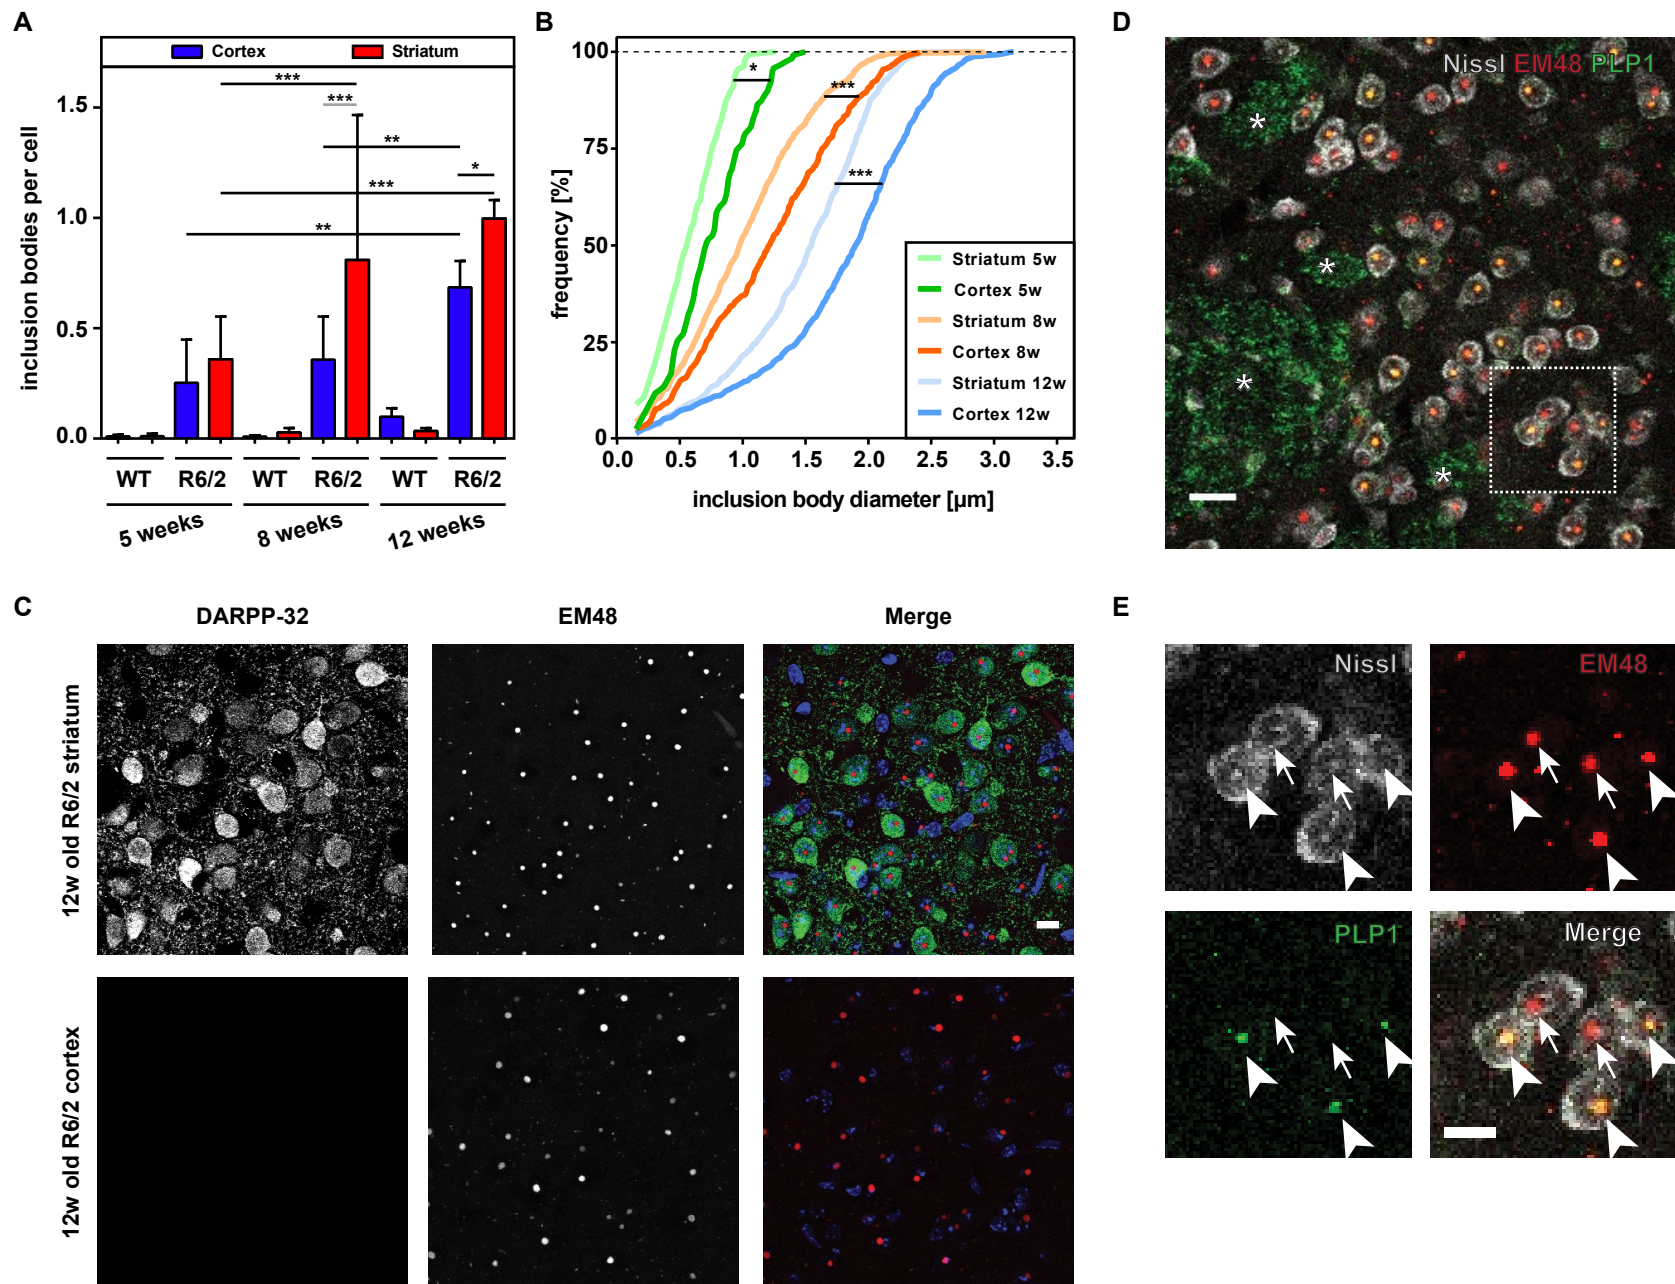 A
Cortex
Striatum
inclusion bodies per cell
1.5
1.0
0.5
0.0
***
***
**
*
***
**
WT
R6/2
WT
R6/2
WT
R6/2
5 weeks
8 weeks
12 weeks
B
frequency [%]
100
75
50
25
0
*
***
***
Striatum 5w
Cortex 5w
Striatum 8w
Cortex 8w
Striatum 12w
Cortex 12w
0.0
0.5
1.0
1.5
2.0
2.5
3.0
3.5
inclusion body diameter [µm]
D
Nissl EM48 PLP1
*
*
*
*
C
DARPP-32
EM48
Merge
12w old R6/2 striatum
12w old R6/2 cortex
E
Nissl
EM48
PLP1
Merge